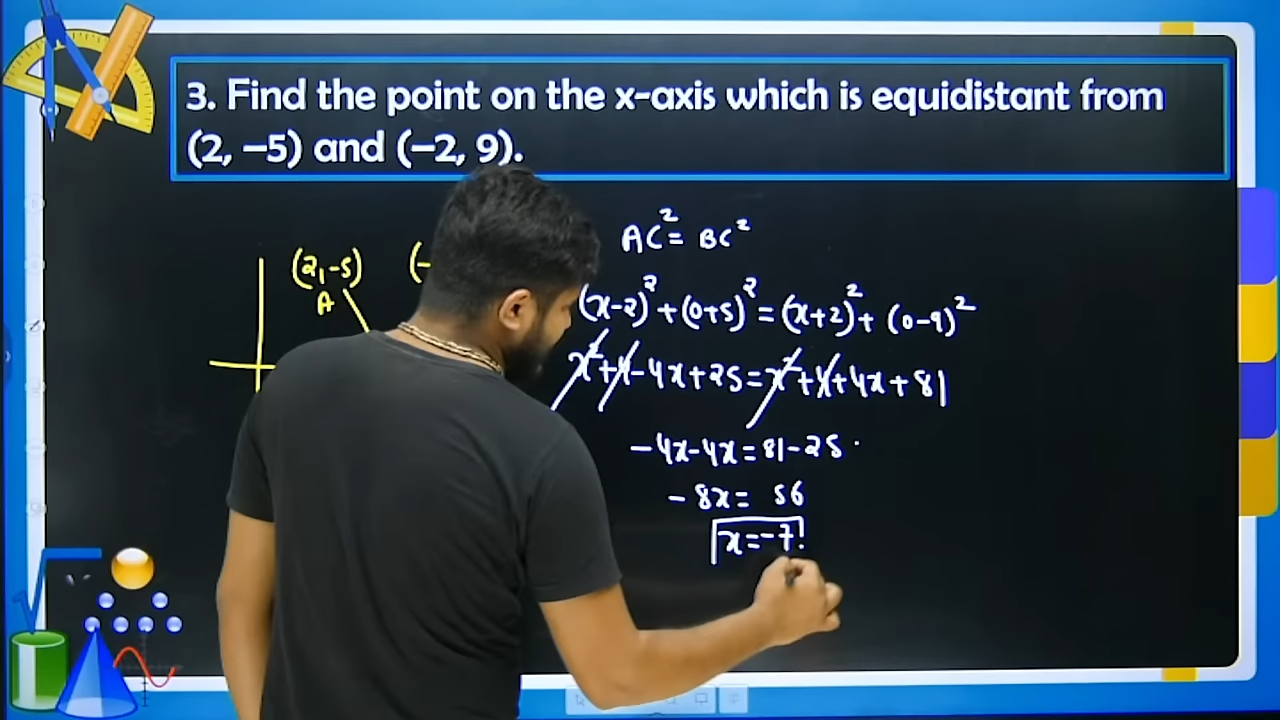 3. Find the point on the x-axis which is equidistant from
(2, –5) and (–2, 9).
AC² = BC²
(2,-5)
(-
A
(x-2)² + (0+5)² = (x+2)² + (0-9)²
x²+4-4x+25=x²+4+4x+81
-4x-4x=81-25
-8x= 56
x=-7